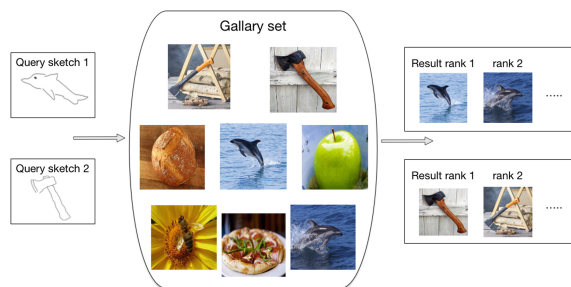 Gallary set
Query sketch 1
Query sketch 2
Result rank 1 rank 2
.....
Result rank 1 rank 2
.....